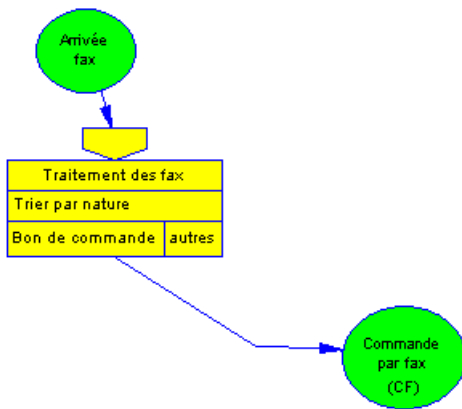 Arrivée
fax
Traitement des fax
Trier par nature
Bon de commande autres
Commande
par fax
(CF)